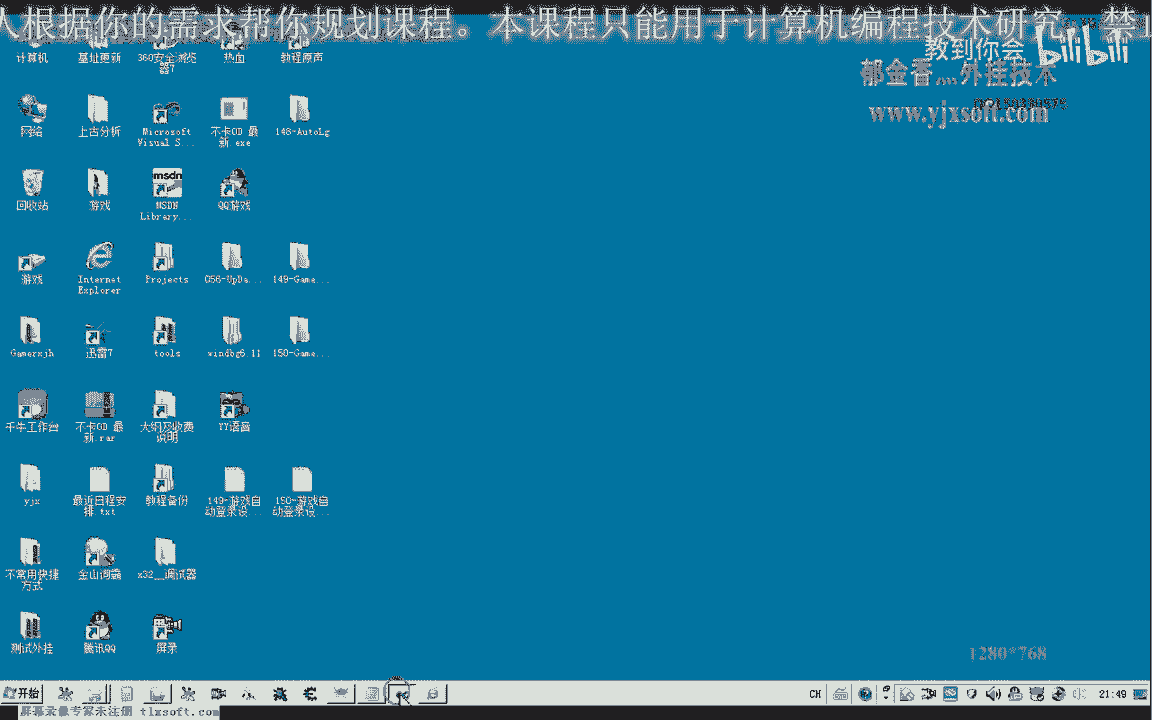 人根据你的需求帮你规划课程。本课程只能用于计算机编程技术研究 禁止
教到你会 bilibili
郁金香灬外挂技术
www.yjxsoft.com
计算机
基址更新
360安全浏览
器7
热血
教程原声
网络
上古分析
Microsoft
Visual S...
不卡OD 最
新.exe
148-AutoLg
回收站
游戏
msdn
MSDN
Library...
QQ游戏
游戏
Internet
Explorer
Projects
056-UpDa...
149-Game...
Gamerxjh
迅雷7
tools
windbg6.11
150-Game...
千牛工作台
不卡OD 最
新.rar
大纲及收费
说明
YY语音
yjx
最近日程安
排.txt
教程备份
149-游戏自
动登录设...
150-游戏自
动登录设...
不常用快捷
方式
金山词霸
x32__调试器
测试外挂
腾讯QQ
屏录
1280*768
开始
CH
21:49
屏幕录像专家未注册 tlxsoft.com